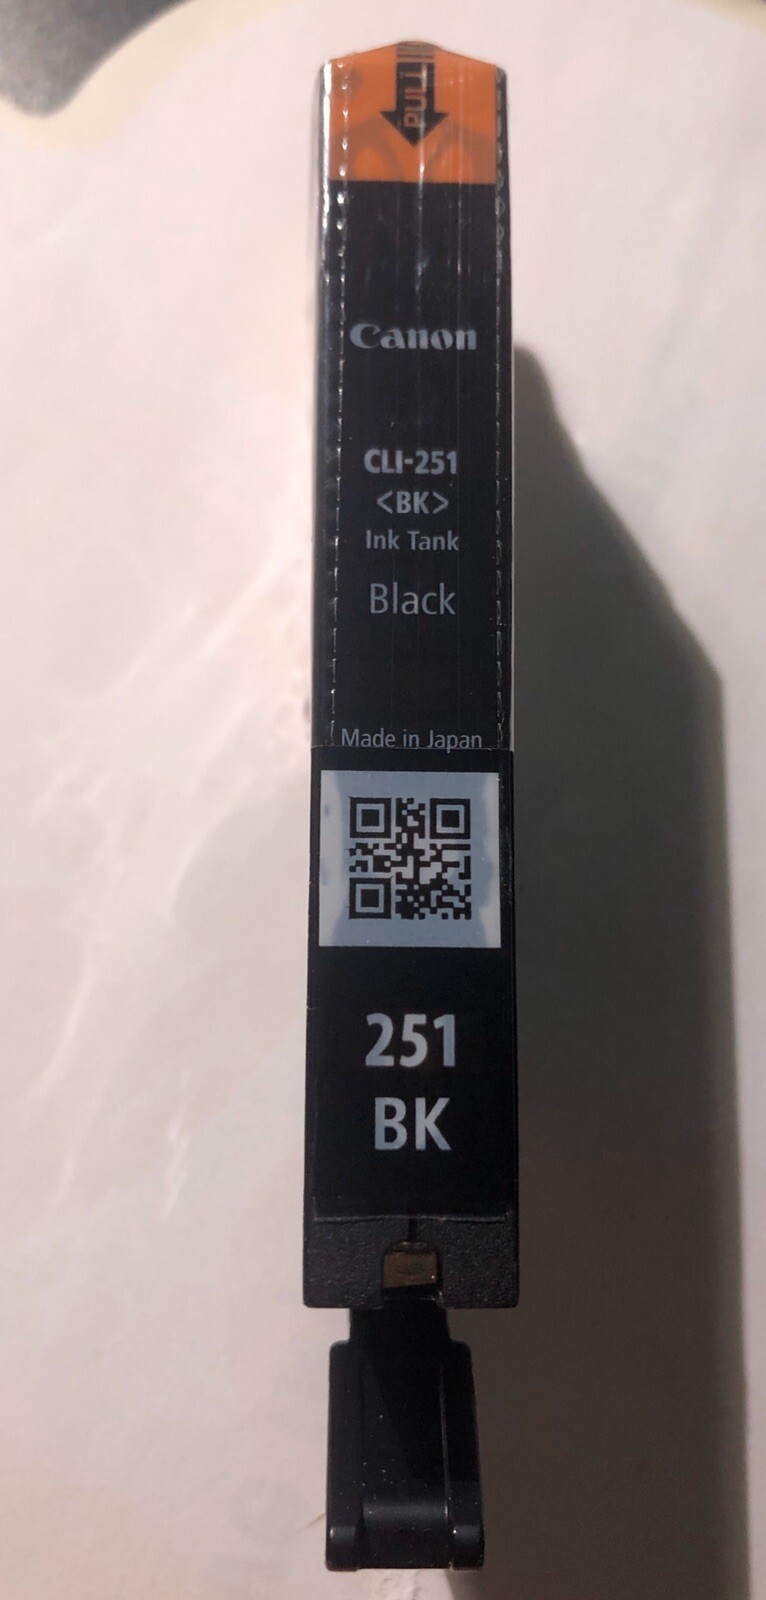 PULL
Canon
CLI-251
<BK>
Ink Tank
Black
Made in Japan
251
BK